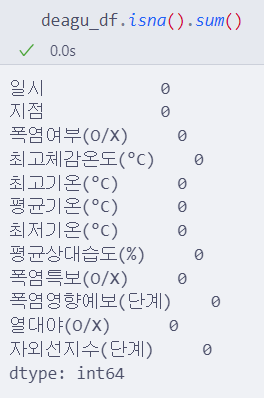 deagu_df.isna().sum()
✓ 0.0s
일시 0
지점 0
폭염여부(O/X) 0
최고체감온도(°C) 0
최고기온(°C) 0
평균기온(°C) 0
최저기온(°C) 0
평균상대습도(%) 0
폭염특보(O/X) 0
폭염영향예보(단계) 0
열대야(O/X) 0
자외선지수(단계) 0
dtype: int64